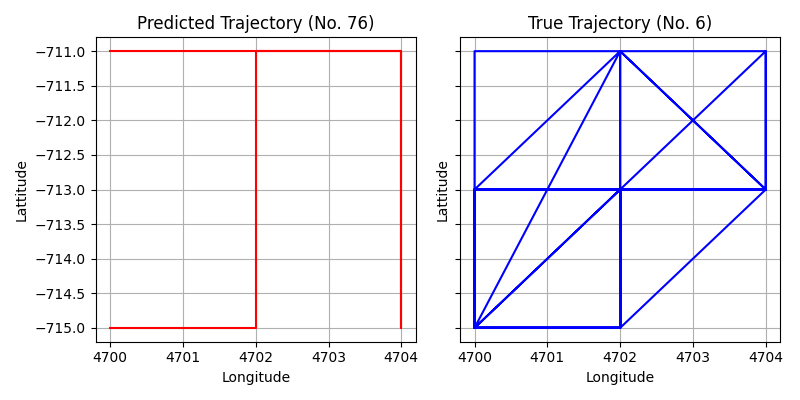 Predicted Trajectory (No. 76)
True Trajectory (No. 6)
−711.0
−711.5
−712.0
−712.5
−713.0
−713.5
−714.0
−714.5
−715.0
Lattitude
Lattitude
4700 4701 4702 4703 4704
4700 4701 4702 4703 4704
Longitude
Longitude